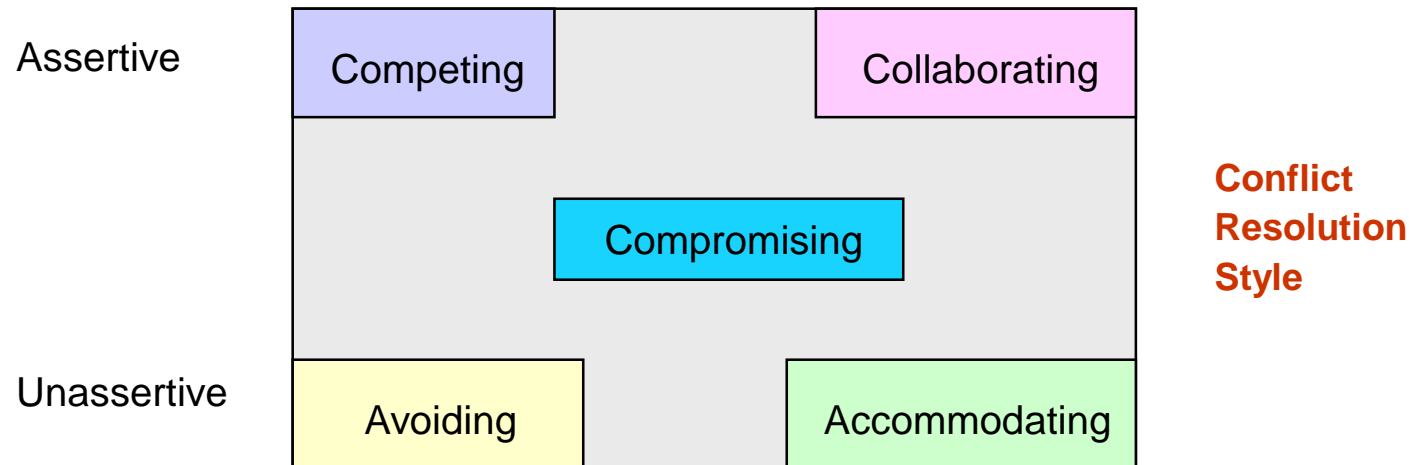 Assertive
Competing
Collaborating
Conflict
Resolution
Style
Compromising
Unassertive
Avoiding
Accommodating